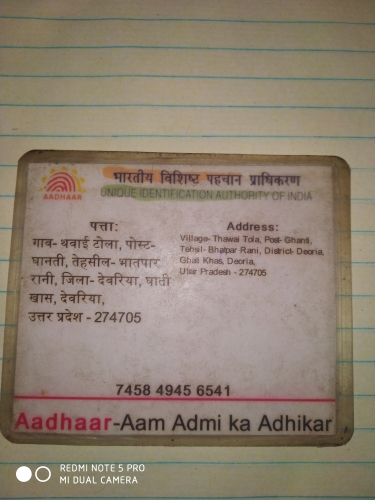 भारतीय विशिष्ट पहचान प्राधिकरण
UNIQUE IDENTIFICATION AUTHORITY OF INDIA
AADHAAR
पत्ता:
गाव- थवाई टोला, पोस्ट-
घानती, तेहसील- भातपार
रानी, जिला- देवरिया, घाती
खास, देवरिया,
उत्तर प्रदेश - 274705
Address:
Village- Thawai Tola, Post- Ghanti,
Tehsil- Bhatpar Rani, District- Deoria,
Ghati Khas, Deoria,
Uttar Pradesh - 274705
7458 4945 6541
Aadhaar-Aam Admi ka Adhikar
REDMI NOTE 5 PRO
MI DUAL CAMERA